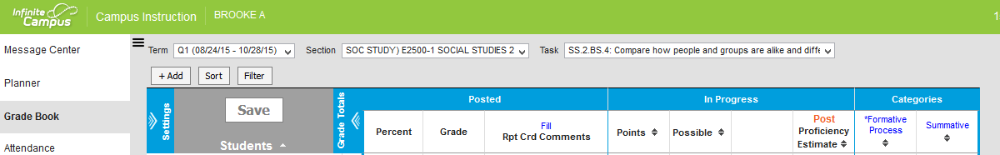 Infinite Campus
Campus Instruction
BROOKE A
1
Message Center
Planner
Grade Book
Attendance
Term Q1 (08/24/15 - 10/28/15) Section SOC STUDY) E2500-1 SOCIAL STUDIES 2 Task SS.2.BS.4: Compare how people and groups are alike and diffe
+ Add Sort Filter
Settings
Save
Students
Grade Totals
Posted In Progress Categories
Percent Grade Fill
Rpt Crd Comments
Points Possible Post
Proficiency
Estimate
*Formative
Process
Summative